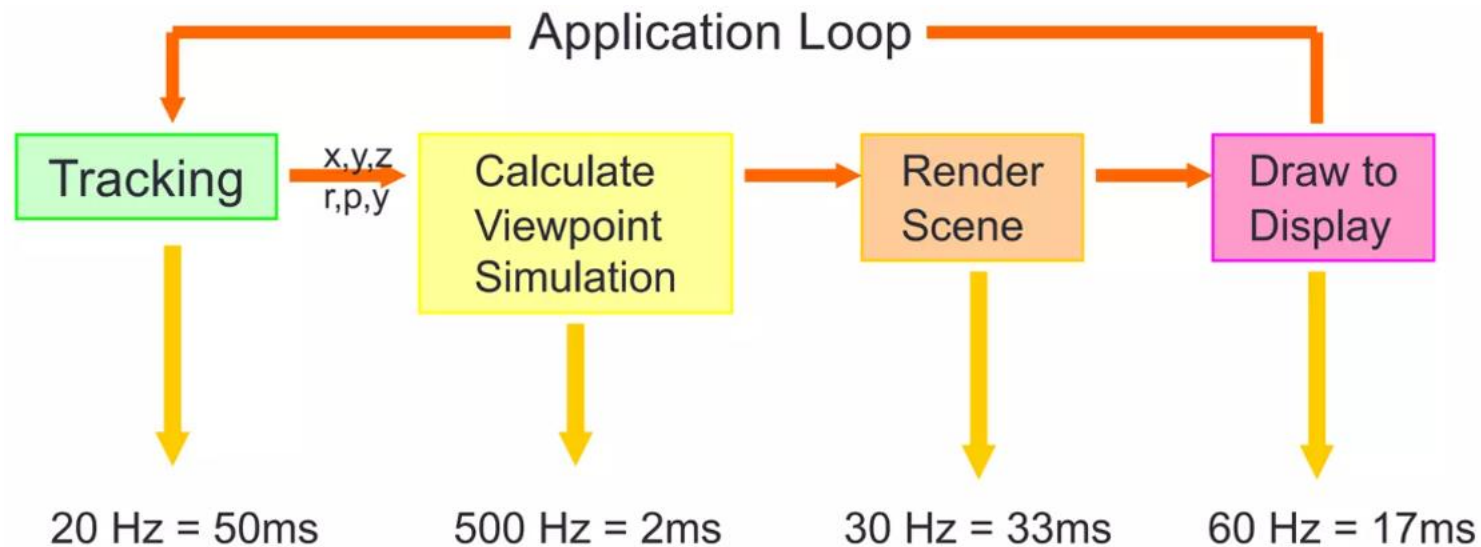 Application Loop
Tracking
x,y,z
r,p,y
Calculate
Viewpoint
Simulation
Render
Scene
Draw to
Display
20 Hz = 50ms
500 Hz = 2ms
30 Hz = 33ms
60 Hz = 17ms